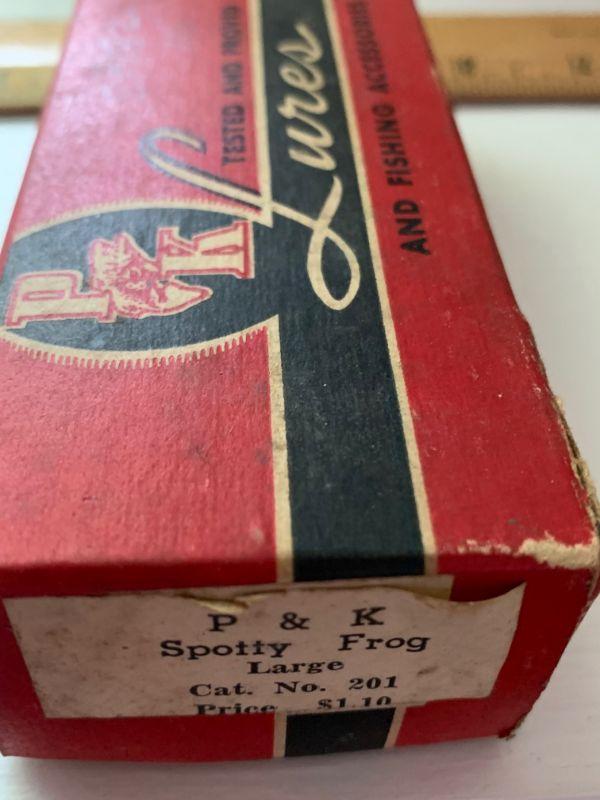 P K
TESTED AND PROVED
Lures
AND FISHING ACCESSORIES
P & K
Spotty Frog
Large
Cat. No. 201
Price $1.10